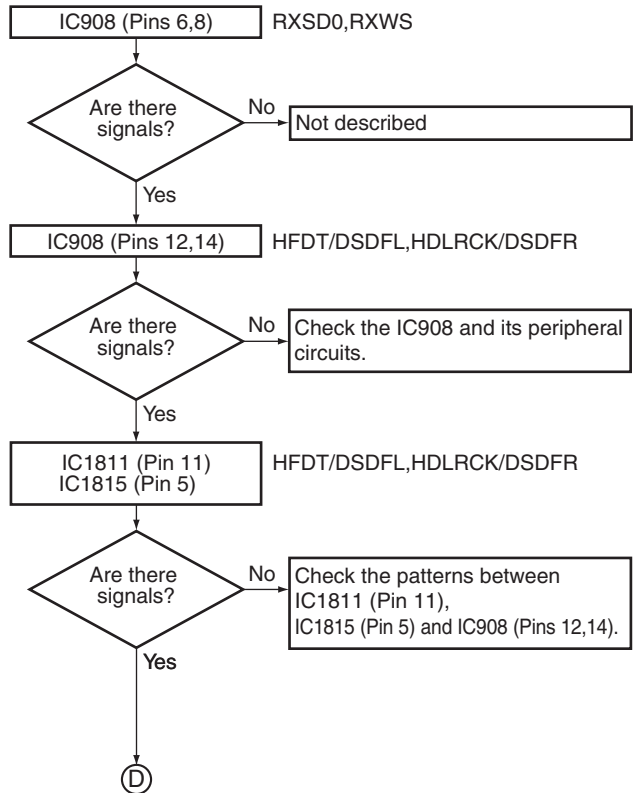 IC908 (Pins 6,8)
RXSD0,RXWS
Are there
signals?
No
Not described
Yes
IC908 (Pins 12,14)
HFDT/DSDFL,HDLRCK/DSDFR
Are there
signals?
No
Check the IC908 and its peripheral
circuits.
Yes
IC1811 (Pin 11)
IC1815 (Pin 5)
HFDT/DSDFL,HDLRCK/DSDFR
Are there
signals?
No
Check the patterns between
IC1811 (Pin 11),
IC1815 (Pin 5) and IC908 (Pins 12,14).
Yes
D